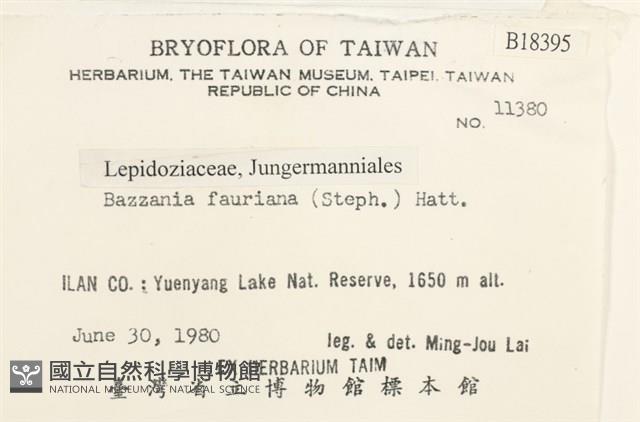 B18395
BRYOFLORA OF TAIWAN
HERBARIUM, THE TAIWAN MUSEUM, TAIPEI, TAIWAN
REPUBLIC OF CHINA
NO. 11380
Lepidoziaceae, Jungermanniales
Bazzania fauriana (Steph.) Hatt.
ILAN CO. : Yuenyang Lake Nat. Reserve, 1650 m alt.
June 30, 1980
leg. & det. Ming-Jou Lai
EX HERBARIUM TAIM
國立自然科學博物館
NATIONAL MUSEUM OF NATURAL SCIENCE
臺灣省立博物館標本館